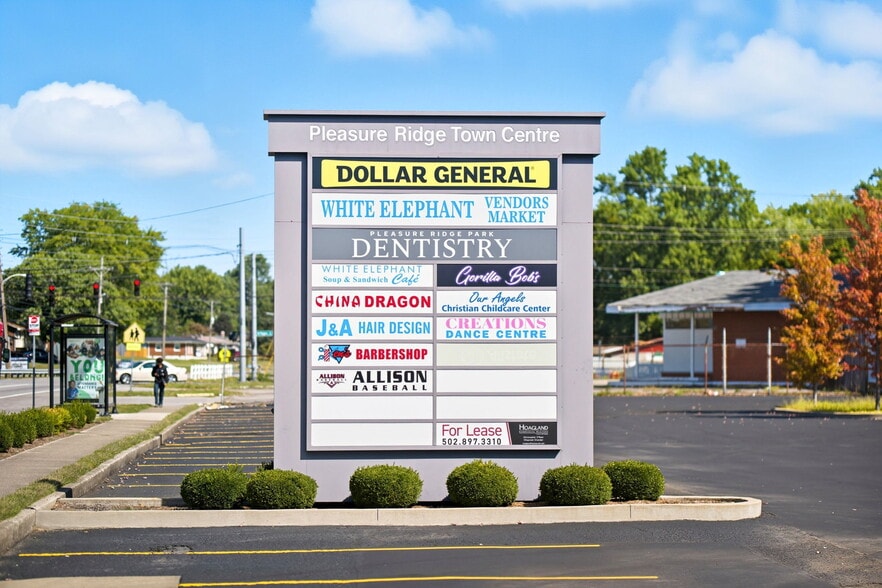 Pleasure Ridge Town Centre
DOLLAR GENERAL
WHITE ELEPHANT VENDORS
MARKET
PLEASURE RIDGE PARK
DENTISTRY
WHITE ELEPHANT
Soup & Sandwich Café
Gorilla Bob's
CHINA DRAGON
Our Angels
Christian Childcare Center
J&A HAIR DESIGN
CREATIONS
DANCE CENTRE
BARBERSHOP
ALLISON
BASEBALL
For Lease
502.897.3310
HOAGLAND
YOU
BELONG